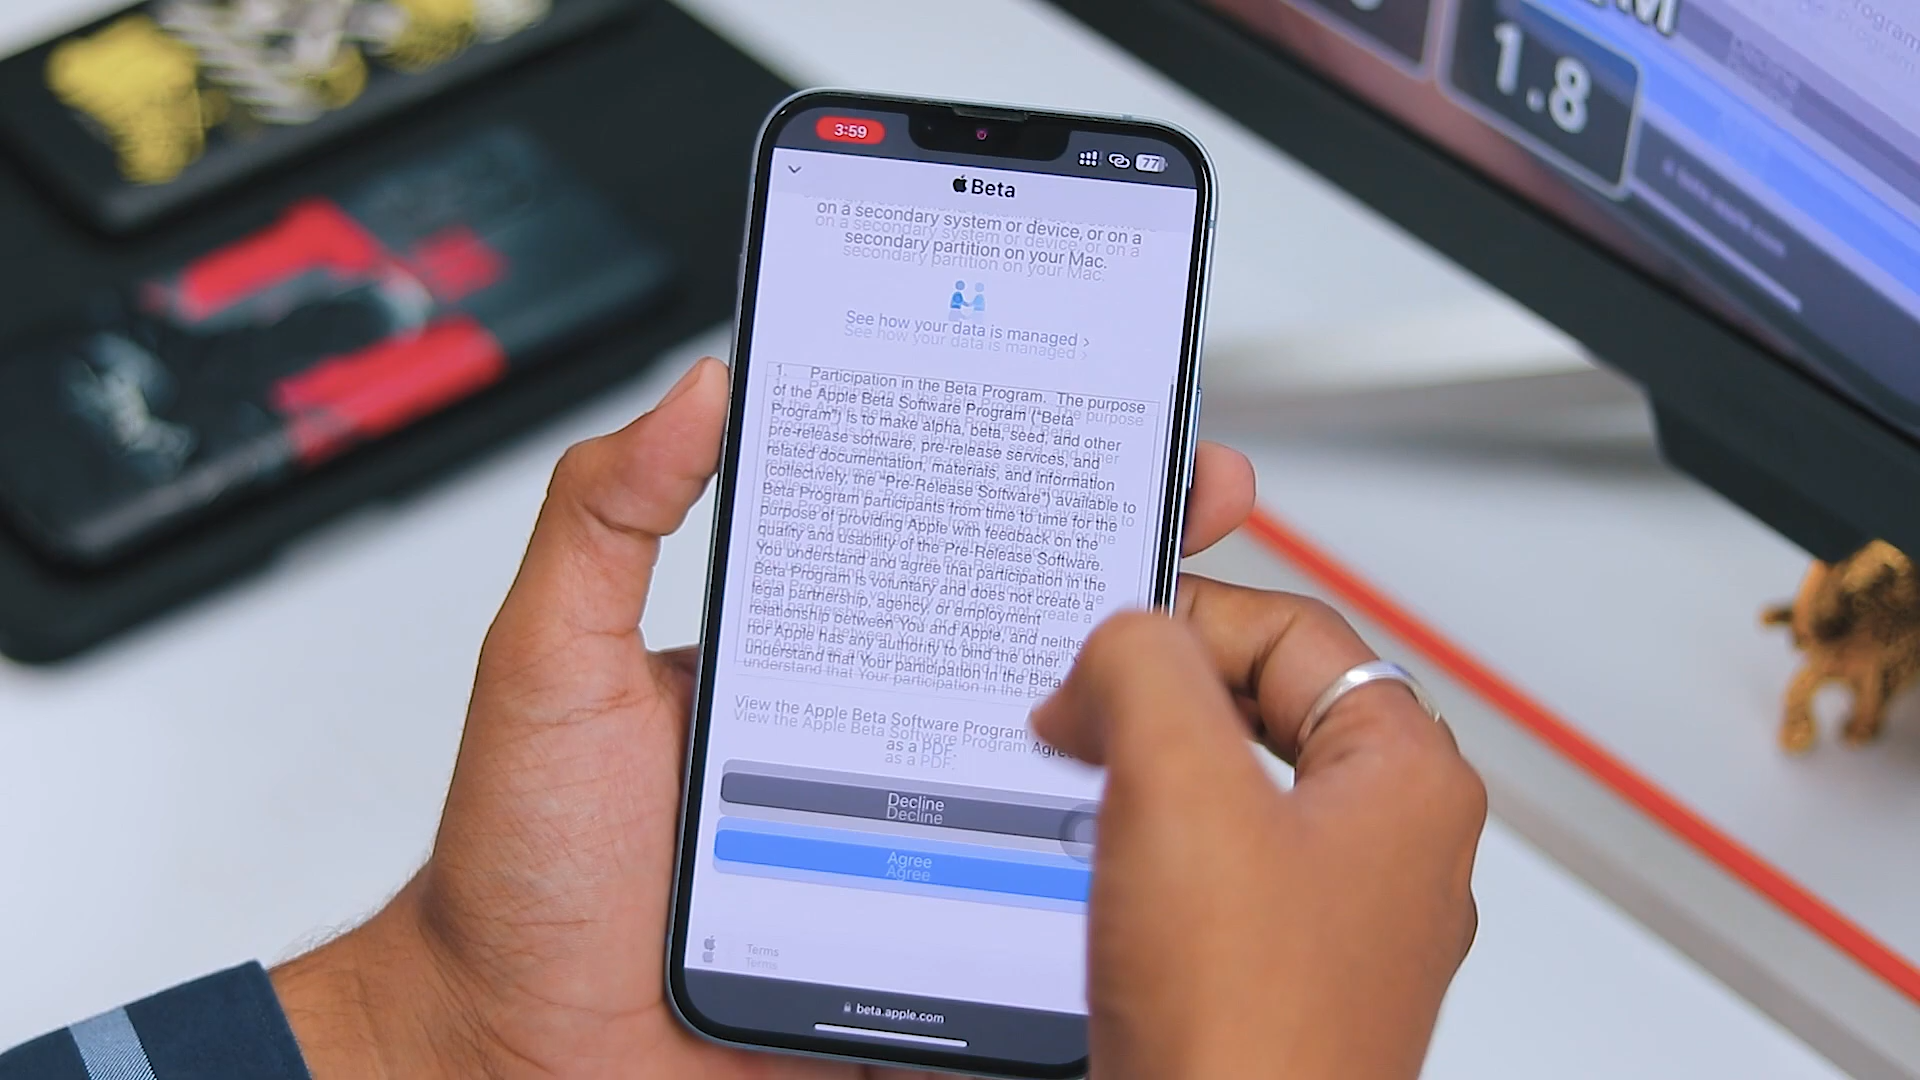 3:59
77
Beta
on a secondary system or device, or on a
secondary partition on your Mac.
See how your data is managed >
1. Participation in the Beta Program. The purpose
of the Apple Beta Software Program ("Beta
Program") is to make alpha, beta, seed, and other
pre-release software, pre-release services, and
related documentation, materials, and information
(collectively, the "Pre-Release Software") available to
Beta Program participants from time to time for the
purpose of providing Apple with feedback on the
quality and usability of the Pre-Release Software.
You understand and agree that participation in the
Beta Program is voluntary and does not create a
legal partnership, agency, or employment
relationship between You and Apple, and neithe
nor Apple has any authority to bind the other.
understand that Your participation in the Beta
View the Apple Beta Software Program Agre
as a PDF.
Decline
Agree
Terms
beta.apple.com
1.8